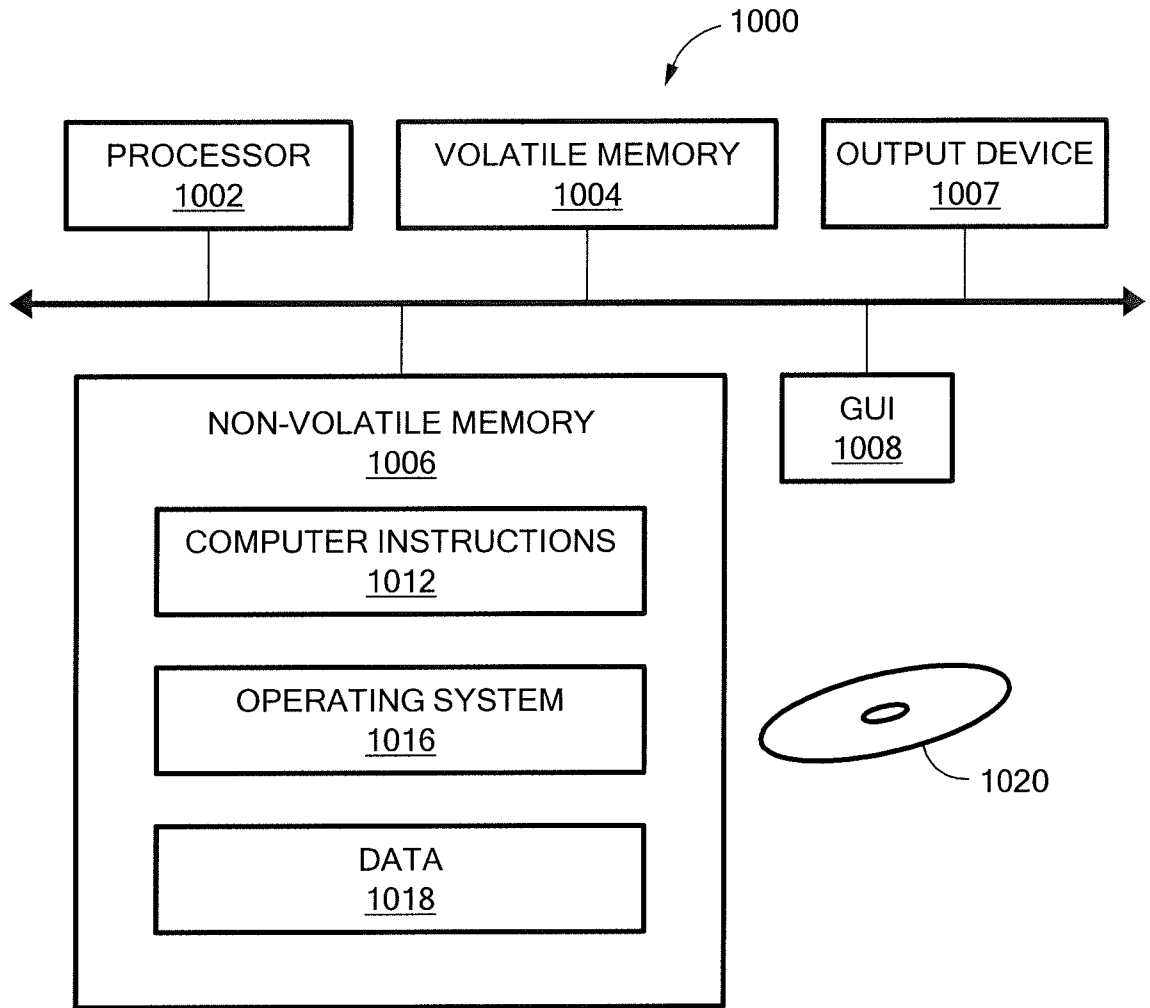 1000
PROCESSOR
1002
VOLATILE MEMORY
1004
OUTPUT DEVICE
1007
NON-VOLATILE MEMORY
1006
GUI
1008
COMPUTER INSTRUCTIONS
1012
OPERATING SYSTEM
1016
1020
DATA
1018